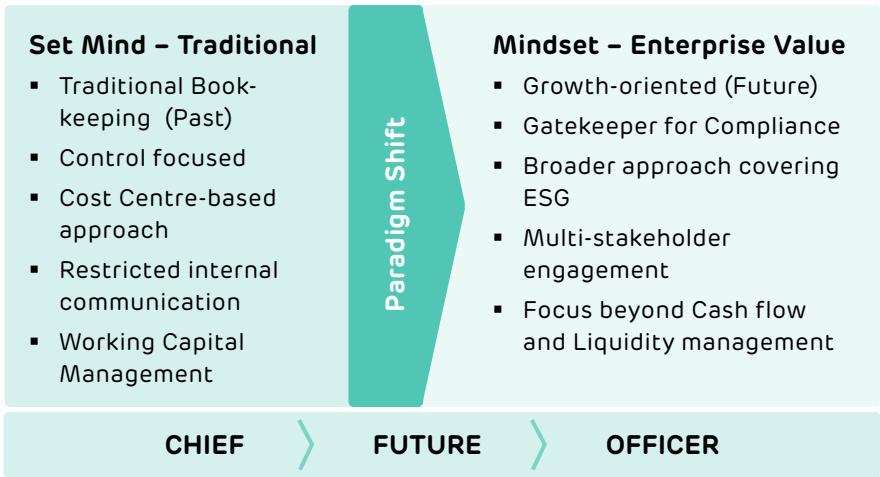 Set Mind – Traditional
▪ Traditional Book-
keeping (Past)
▪ Control focused
▪ Cost Centre-based
approach
▪ Restricted internal
communication
▪ Working Capital
Management
Paradigm Shift
Mindset – Enterprise Value
▪ Growth-oriented (Future)
▪ Gatekeeper for Compliance
▪ Broader approach covering
ESG
▪ Multi-stakeholder
engagement
▪ Focus beyond Cash flow
and Liquidity management
CHIEF
FUTURE
OFFICER